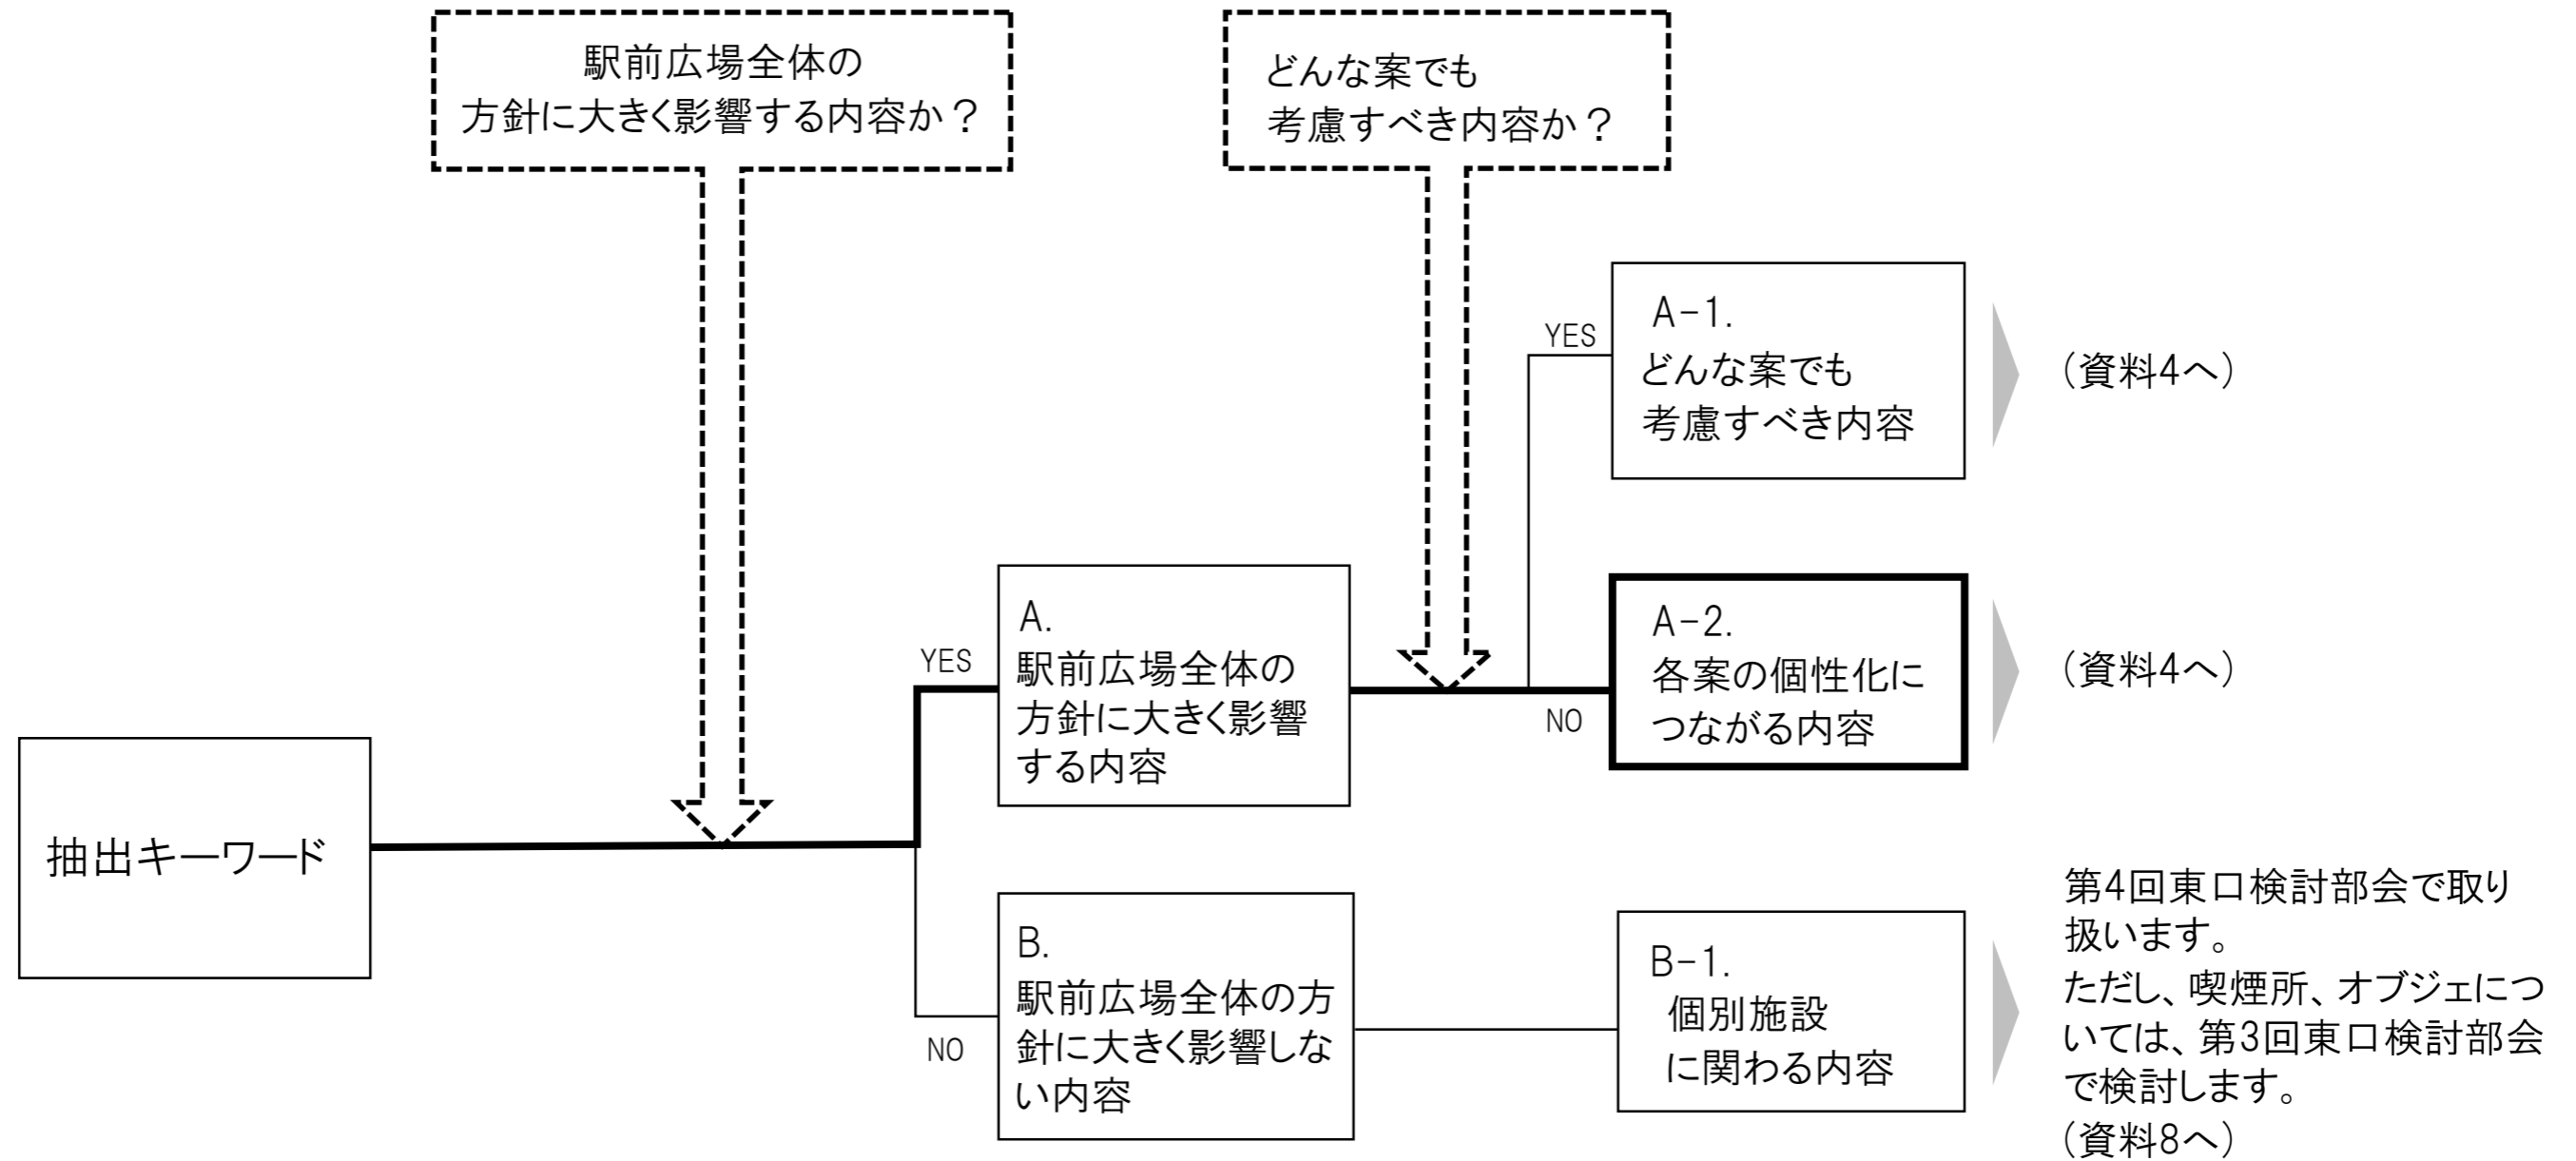 駅前広場全体の
方針に大きく影響する内容か？
どんな案でも
考慮すべき内容か？
YES
A-1.
どんな案でも
考慮すべき内容
（資料4へ）
YES
A.
駅前広場全体の
方針に大きく影響
する内容
NO
A-2.
各案の個性化に
つながる内容
（資料4へ）
抽出キーワード
NO
B.
駅前広場全体の方
針に大きく影響しな
い内容
B-1.
個別施設
に関わる内容
第4回東口検討部会で取り
扱います。
ただし、喫煙所、オブジェにつ
いては、第3回東口検討部会
で検討します。
（資料8へ）